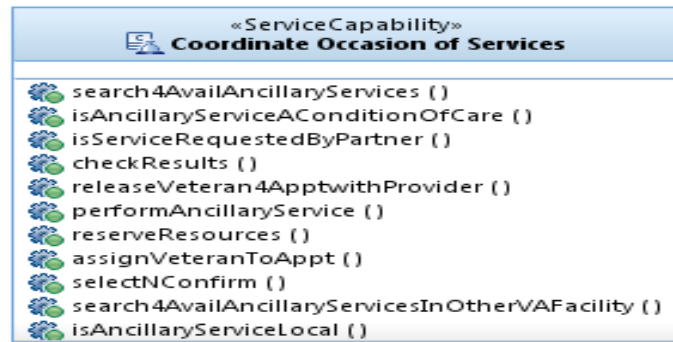 «ServiceCapability»
Coordinate Occasion of Services
search4AvailAncillaryServices ()
isAncillaryServiceAConditionOfCare ()
isServiceRequestedByPartner ()
checkResults ()
releaseVeteran4ApptwithProvider ()
performAncillaryService ()
reserveResources ()
assignVeteranToAppt ()
selectNConfirm ()
search4AvailAncillaryServicesInOtherVAFacility ()
isAncillaryServiceLocal ()